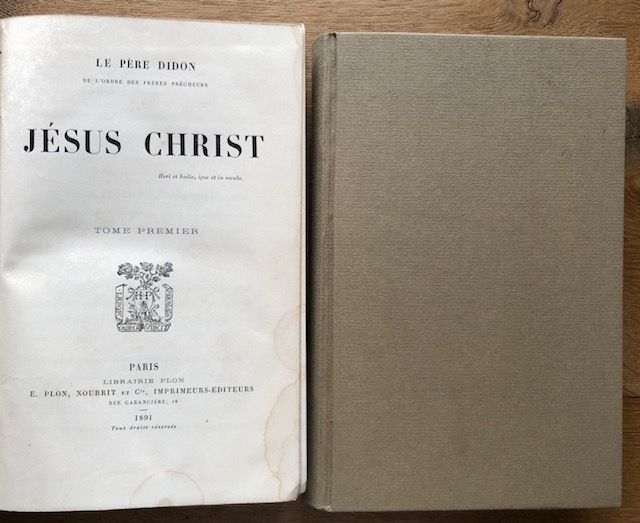 LE PÈRE DIDON
DE L'ORDRE DES FRÈRES PRÊCHEURS
JÉSUS CHRIST
Heri et hodie, ipse et in secula.
TOME PREMIER
PARIS
LIBRAIRIE PLON
E. PLON, NOURRIT ET Cie, IMPRIMEURS-ÉDITEURS
RUE GARANCIÈRE, 10
1891
Tous droits réservés